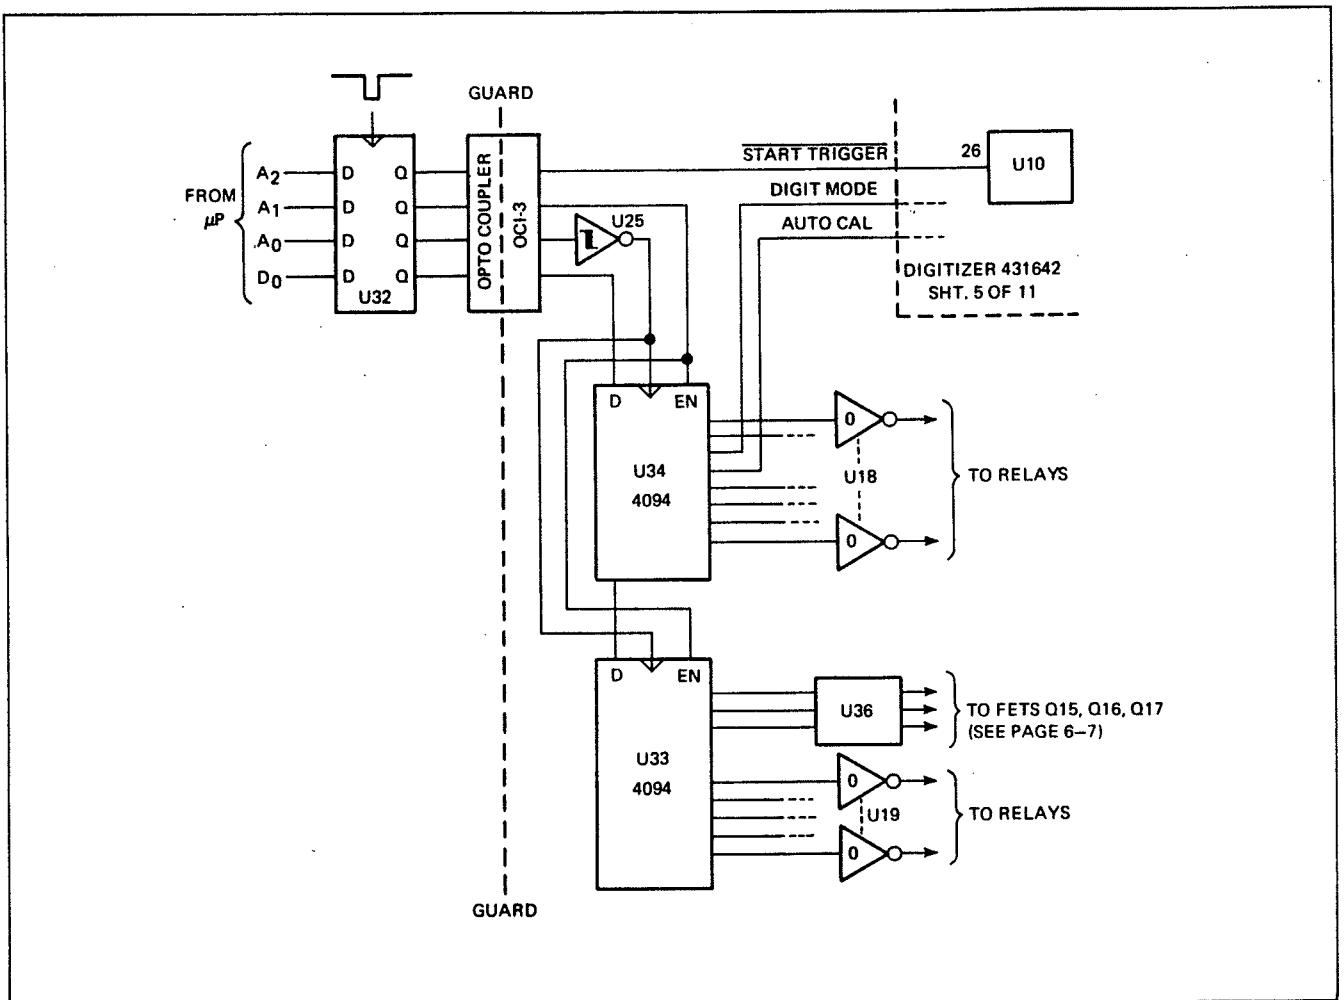 GUARD
START TRIGGER
26
U10
A2
D
Q
FROM
μP
A1
D
Q
A0
D
Q
D0
D
Q
U32
OPTO COUPLER
OCI-3
U25
DIGIT MODE
AUTO CAL
DIGITIZER 431642
SHT. 5 OF 11
D
EN
U34
4094
0
U18
0
TO RELAYS
D
EN
U33
4094
U36
TO FETS Q15, Q16, Q17
(SEE PAGE 6–7)
0
U19
0
TO RELAYS
GUARD